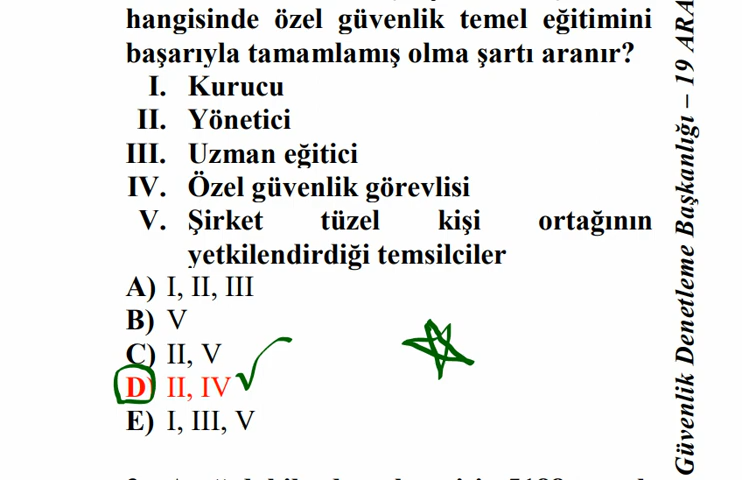 hangisinde özel güvenlik temel eğitimini
başarıyla tamamlamış olma şartı aranır?
I. Kurucu
II. Yönetici
III. Uzman eğitici
IV. Özel güvenlik görevlisi
V. Şirket tüzel kişi ortağının
yetkilendirdiği temsilciler
A) I, II, III
B) V
C) II, V
D) II, IV
E) I, III, V
Güvenlik Denetleme Başkanlığı – 19 ARA